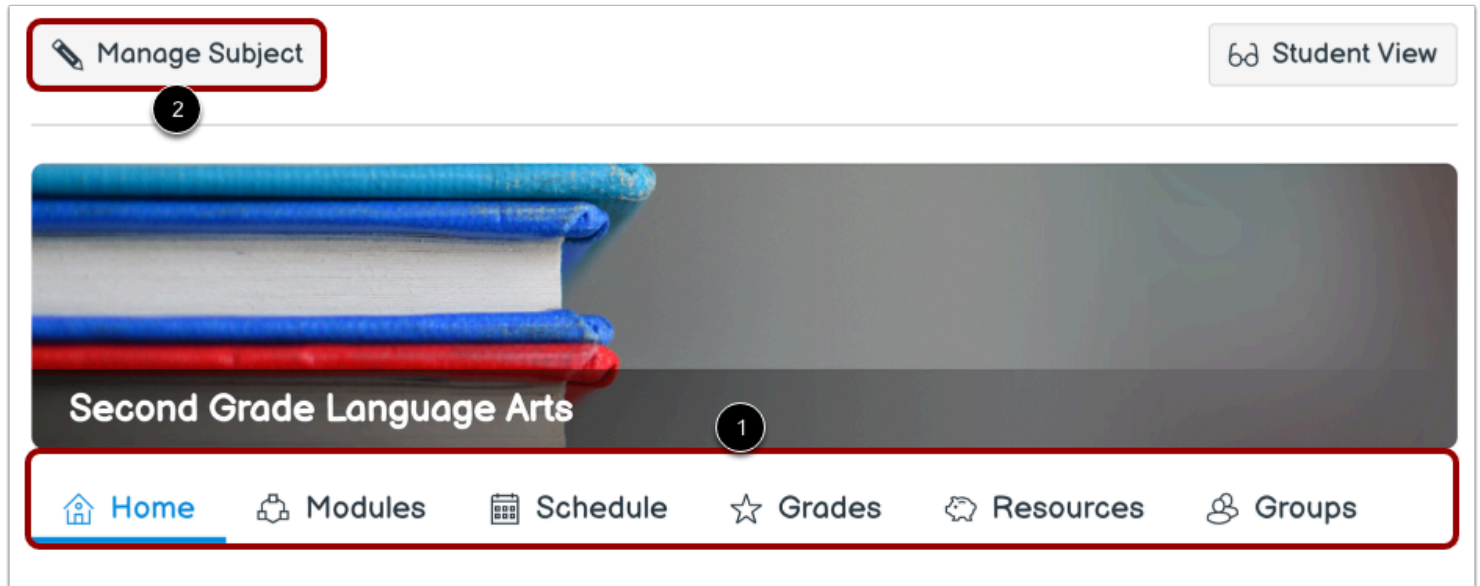 Manage Subject
Student View
2
Second Grade Language Arts
1
Home Modules Schedule Grades Resources Groups